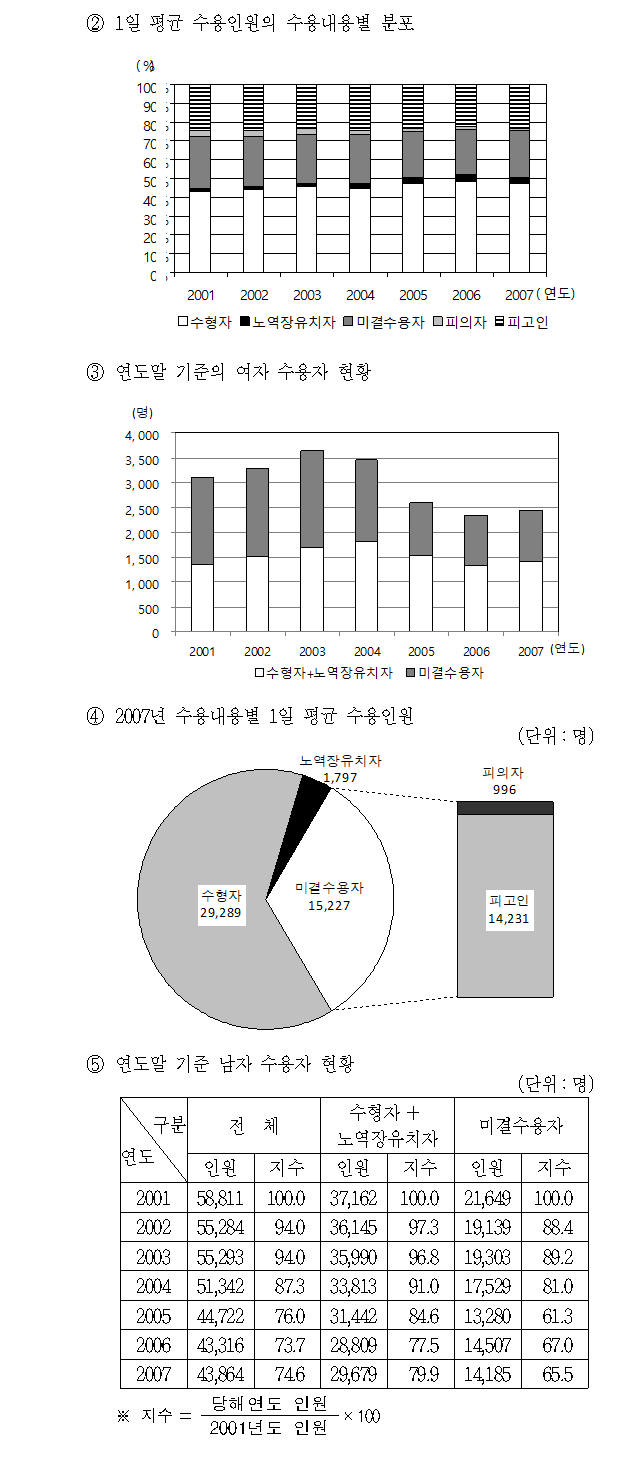 ② 1일 평균 수용인원의 수용내용별 분포
(%)
100%
90%
80%
70%
60%
50%
40%
30%
20%
10%
0%
2001 2002 2003 2004 2005 2006 2007 (연도)
수형자 노역장유치자 미결수용자 피의자 피고인
③ 연도말 기준의 여자 수용자 현황
(명)
4,000
3,500
3,000
2,500
2,000
1,500
1,000
500
0
2001 2002 2003 2004 2005 2006 2007 (연도)
수형자+노역장유치자 미결수용자
④ 2007년 수용내용별 1일 평균 수용인원
(단위 : 명)
노역장유치자
1,797
피의자
996
수형자
29,289
미결수용자
15,227
피고인
14,231
⑤ 연도말 기준 남자 수용자 현황
(단위 : 명)
구분 전 체 수형자 + 노역장유치자 미결수용자
연도 인원 지수 인원 지수 인원 지수
2001 58,811 100.0 37,162 100.0 21,649 100.0
2002 55,284 94.0 36,145 97.3 19,139 88.4
2003 55,293 94.0 35,990 96.8 19,303 89.2
2004 51,342 87.3 33,813 91.0 17,529 81.0
2005 44,722 76.0 31,442 84.6 13,280 61.3
2006 43,316 73.7 28,809 77.5 14,507 67.0
2007 43,864 74.6 29,679 79.9 14,185 65.5
※ 지수 = 당해연도 인원 / 2001년도 인원 × 100